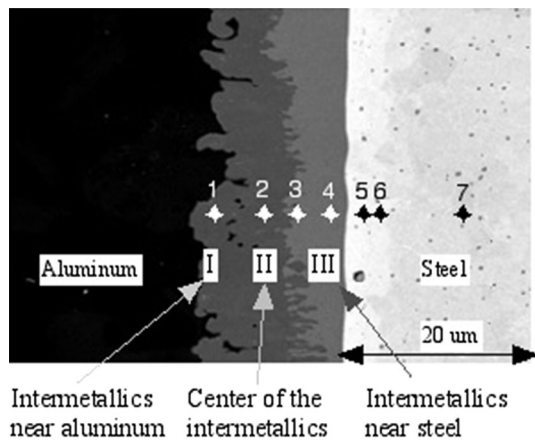 1 2 3 4 5 6 7
Aluminum I II III Steel
20 um
Intermetallics near aluminum
Center of the intermetallics
Intermetallics near steel